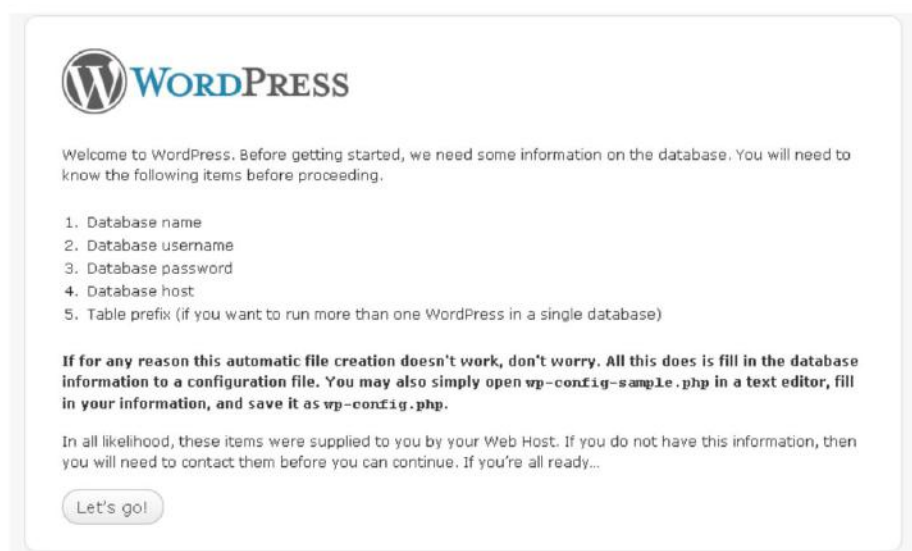 WORDPRESS
Welcome to WordPress. Before getting started, we need some information on the database. You will need to
know the following items before proceeding.
1. Database name
2. Database username
3. Database password
4. Database host
5. Table prefix (if you want to run more than one WordPress in a single database)
If for any reason this automatic file creation doesn't work, don't worry. All this does is fill in the database
information to a configuration file. You may also simply open wp-config-sample.php in a text editor, fill
in your information, and save it as wp-config.php.
In all likelihood, these items were supplied to you by your Web Host. If you do not have this information, then
you will need to contact them before you can continue. If you're all ready...
Let's go!